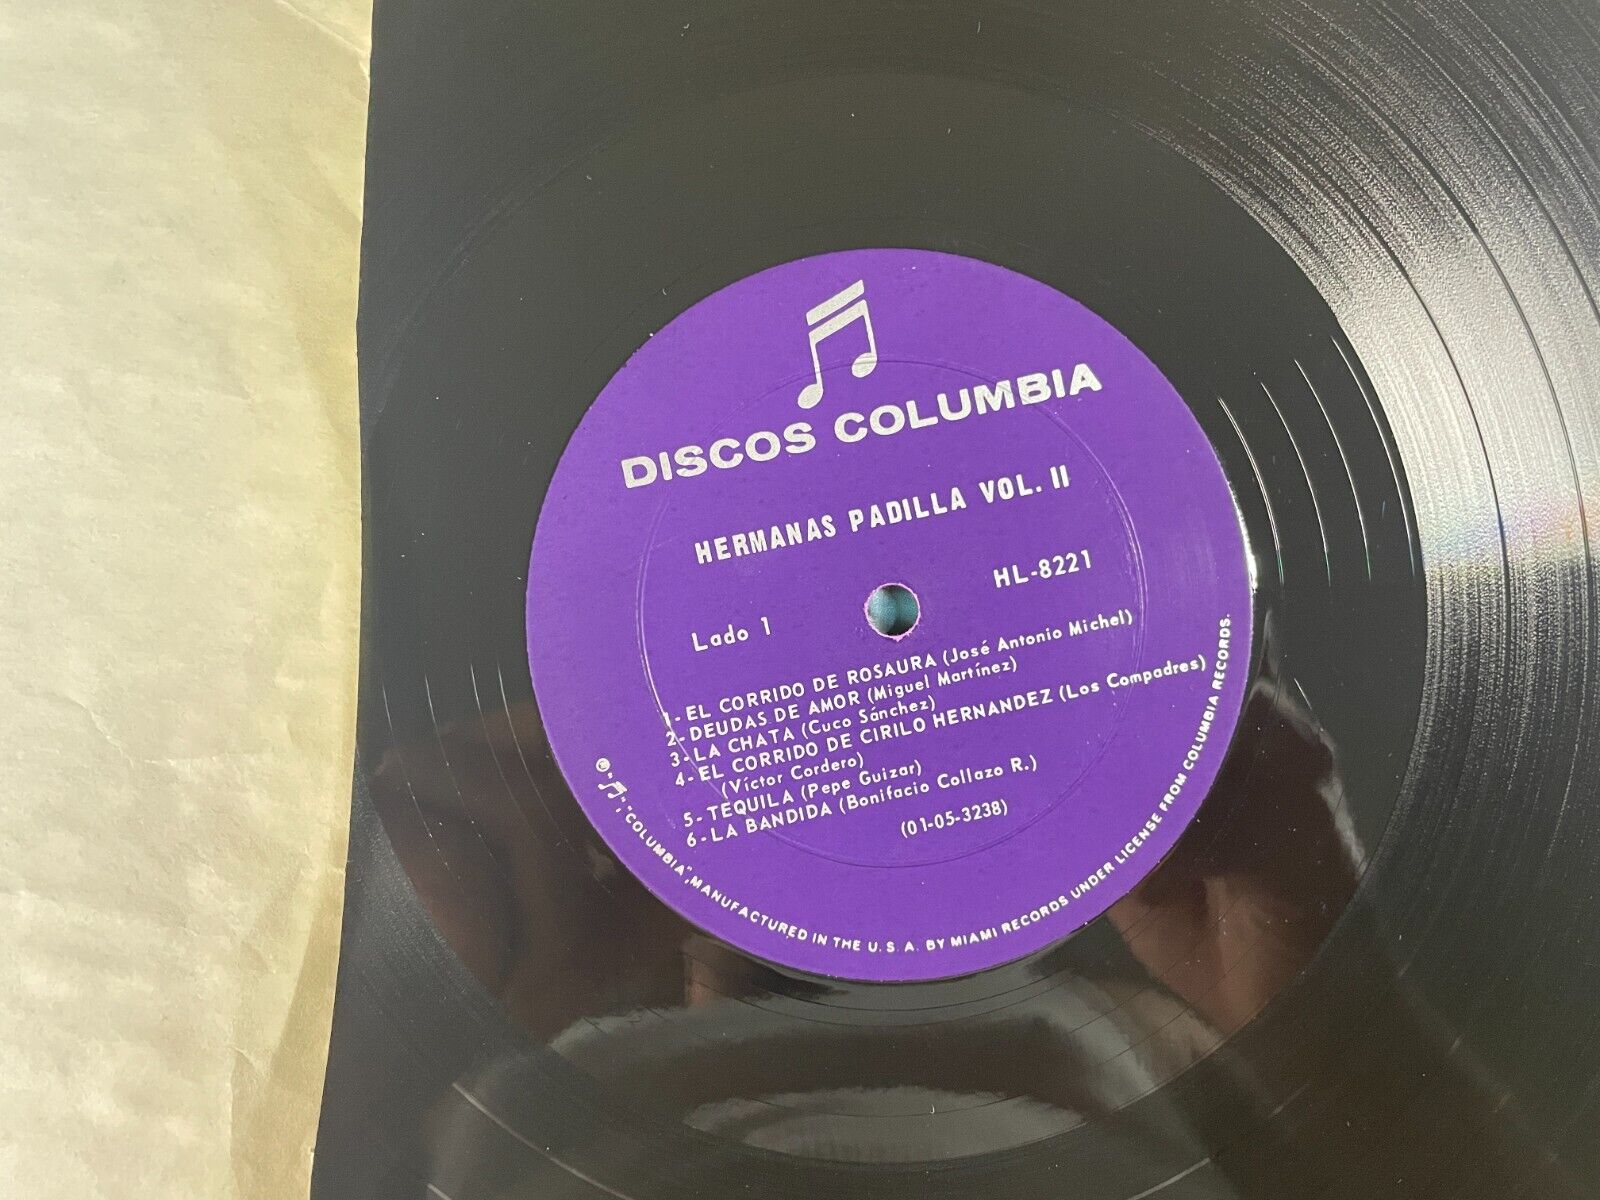 DISCOS COLUMBIA
HERMANAS PADILLA VOL. II
HL-8221
Lado 1
1-EL CORRIDO DE ROSAURA (José Antonio Michel)
2-DEUDAS DE AMOR (Miguel Martínez)
3-LA CHATA (Cuco Sánchez)
4-EL CORRIDO DE CIRILO HERNANDEZ (Los Compadres)
(Víctor Cordero)
5-TEQUILA (Pepe Guizar)
6-LA BANDIDA (Bonifacio Collazo R.)
(01-05-3238)
©"♫","COLUMBIA", MANUFACTURED IN THE U. S. A. BY MIAMI RECORDS UNDER LICENSE FROM COLUMBIA RECORDS.